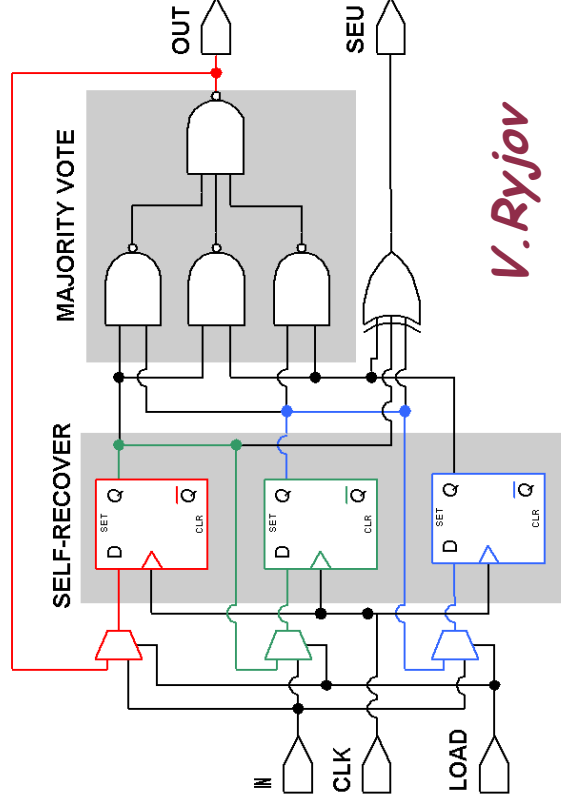 OUT
SEU
MAJORITY VOTE
V.Ryjov
SELF-RECOVER
D
SET
Q
CLR
Q
D
SET
Q
CLR
Q
D
SET
Q
CLR
Q
IN
CLK
LOAD